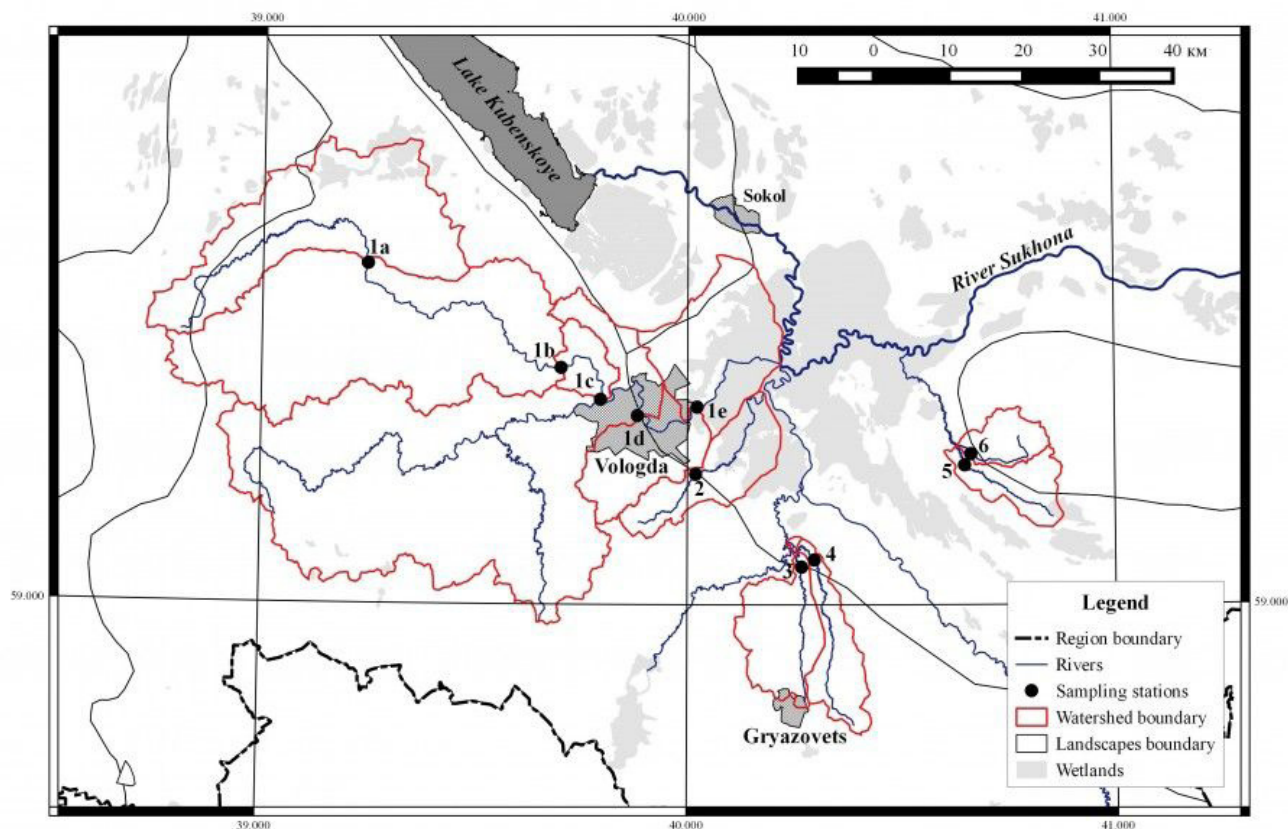 39.000
40.000
41.000
10
0
10
20
30
40 км
Lake Kubenskoye
Sokol
River Sukhona
1a
1b
1c
1d
1e
Vologda
2
6
5
4
3
59.000
59.000
Gryazovets
Legend
Region boundary
Rivers
Sampling stations
Watershed boundary
Landscapes boundary
Wetlands
39.000
40.000
41.000